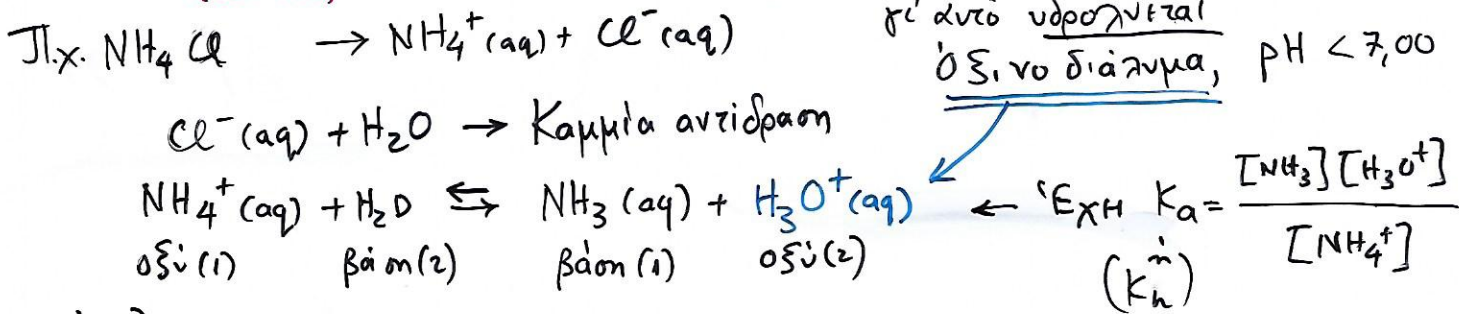 γι' αυτό υδρολύεται
Π.χ. NH₄Cl → NH₄⁺(aq) + Cl⁻(aq) όξινο διάλυμα, pH < 7,00
Cl⁻(aq) + H₂O → Καμμία αντίδραση
NH₄⁺(aq) + H₂O ⇆ NH₃(aq) + H₃O⁺(aq) ← Έχει Ka = [NH₃][H₃O⁺] / [NH₄⁺]
οξύ(1) βάση(2) βάση(1) οξύ(2) ή (Kh)